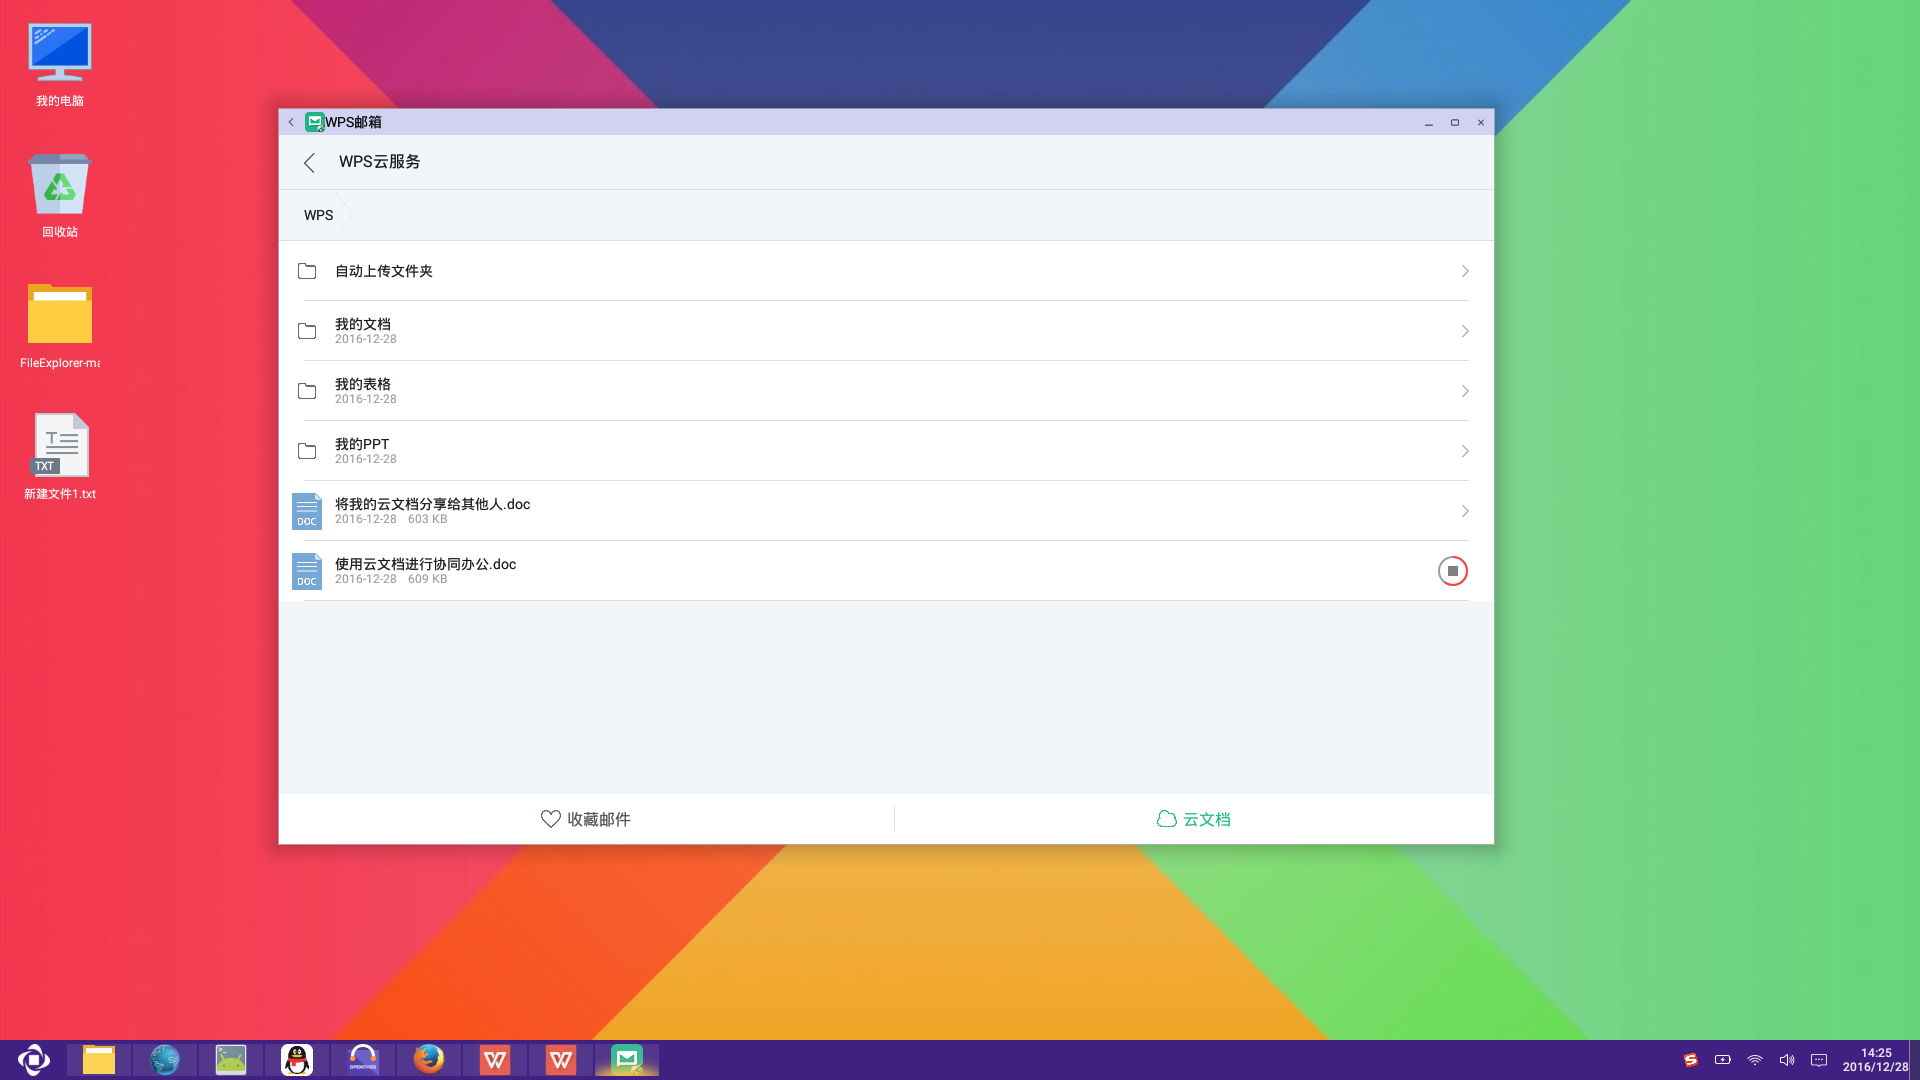 我的电脑
回收站
FileExplorer-ma
TXT
新建文件1.txt
WPS邮箱
WPS云服务
WPS
自动上传文件夹
我的文档
2016-12-28
我的表格
2016-12-28
我的PPT
2016-12-28
DOC
将我的云文档分享给其他人.doc
2016-12-28 603 KB
DOC
使用云文档进行协同办公.doc
2016-12-28 609 KB
收藏邮件
云文档
OPENTHOS
14:25
2016/12/28